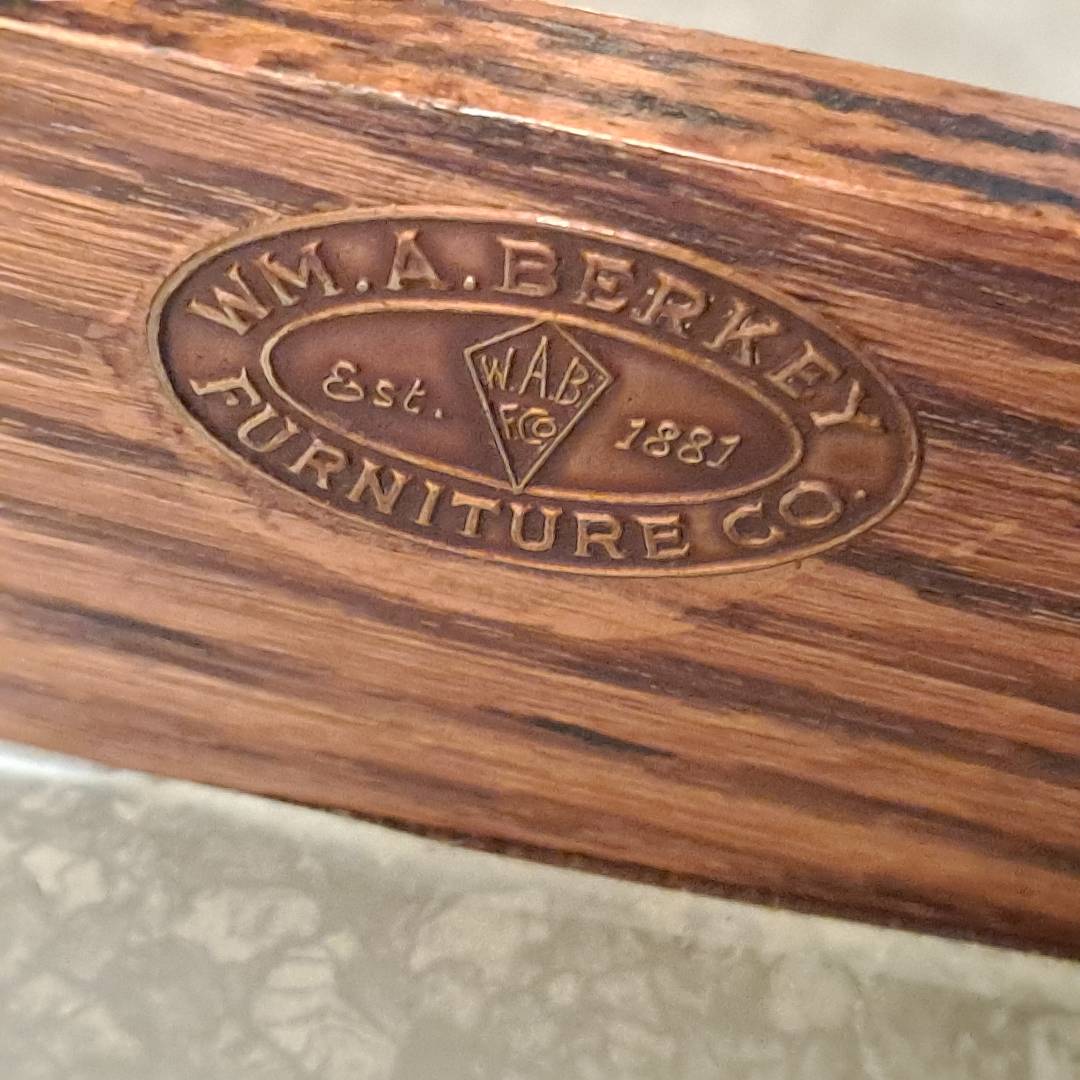 WM. A. BERKEY
Est.
W.A.B.
F.Co.
1881
FURNITURE CO.